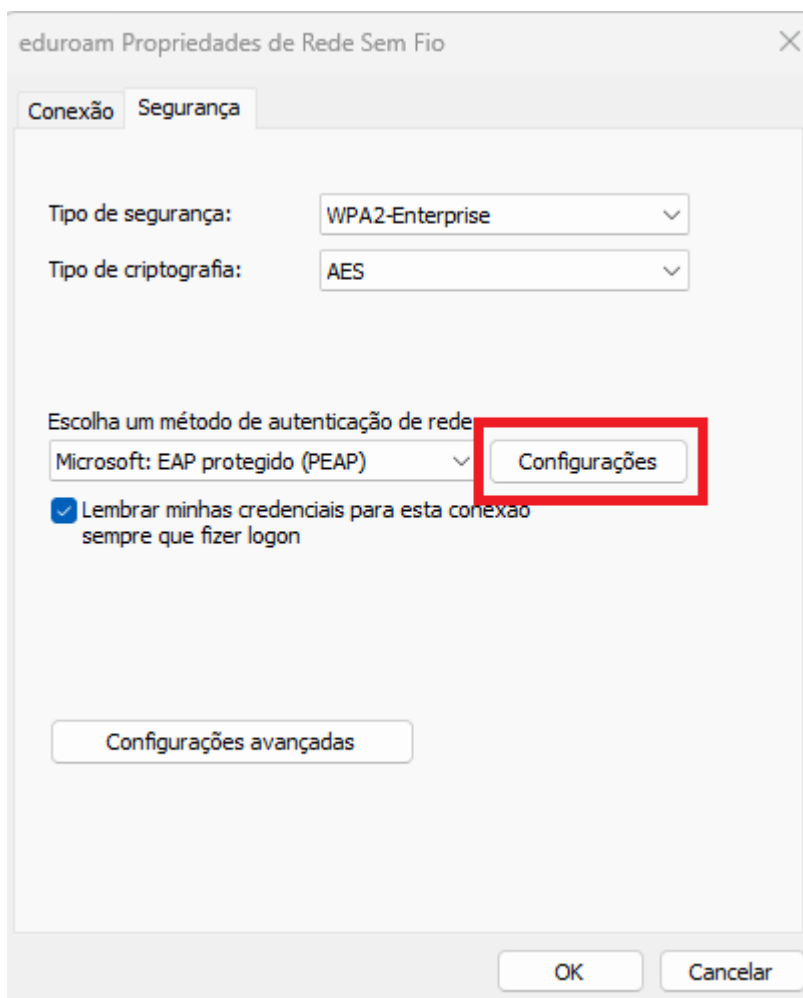 eduroam Propriedades de Rede Sem Fio
Conexão
Segurança
Tipo de segurança:
WPA2-Enterprise
Tipo de criptografia:
AES
Escolha um método de autenticação de rede
Microsoft: EAP protegido (PEAP)
Configurações
Lembrar minhas credenciais para esta conexão
sempre que fizer logon
Configurações avançadas
OK
Cancelar